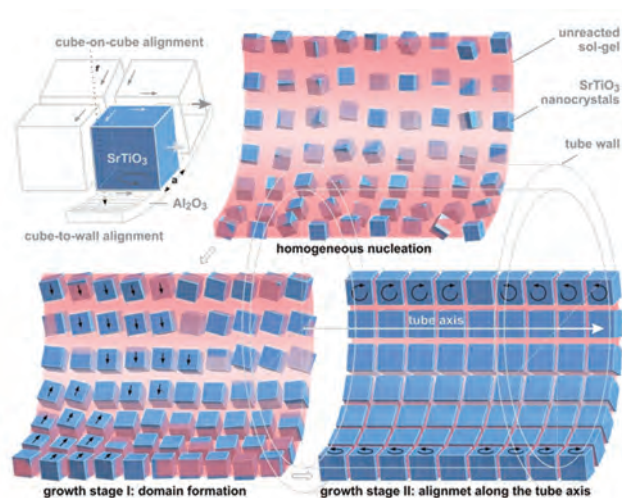 cube-on-cube alignment
r
SrTiO₃
a
Al₂O₃
cube-to-wall alignment
unreacted
sol-gel
SrTiO₃
nanocrystals
tube wall
homogeneous nucleation
tube axis
growth stage I: domain formation
growth stage II: alignmet along the tube axis